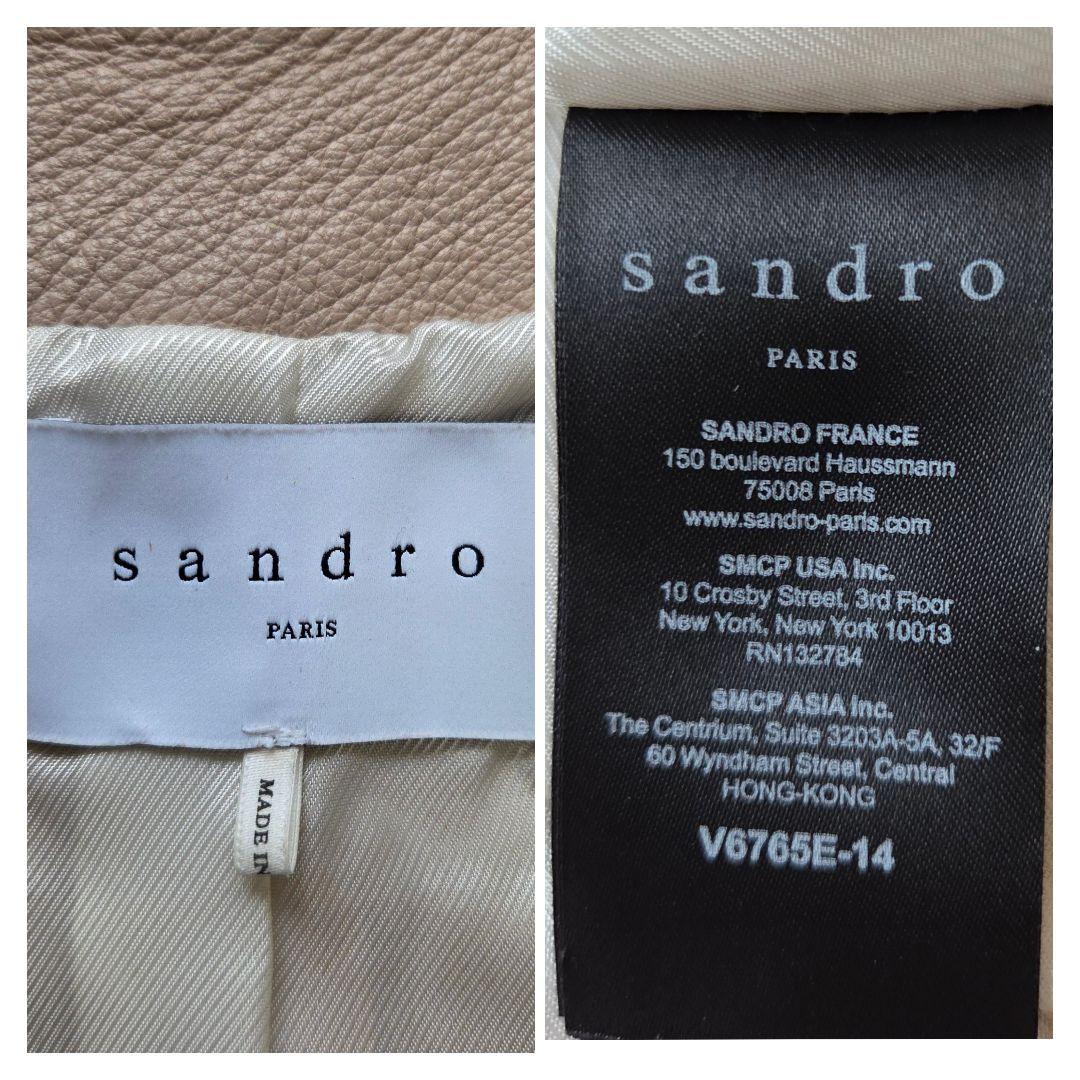 sandro
PARIS
MADE IN
sandro
PARIS
SANDRO FRANCE
150 boulevard Haussmann
75008 Paris
www.sandro-paris.com
SMCP USA Inc.
10 Crosby Street, 3rd Floor
New York, New York 10013
RN132784
SMCP ASIA Inc.
The Centrium, Suite 3203A-5A, 32/F
60 Wyndham Street, Central
HONG-KONG
V6765E-14